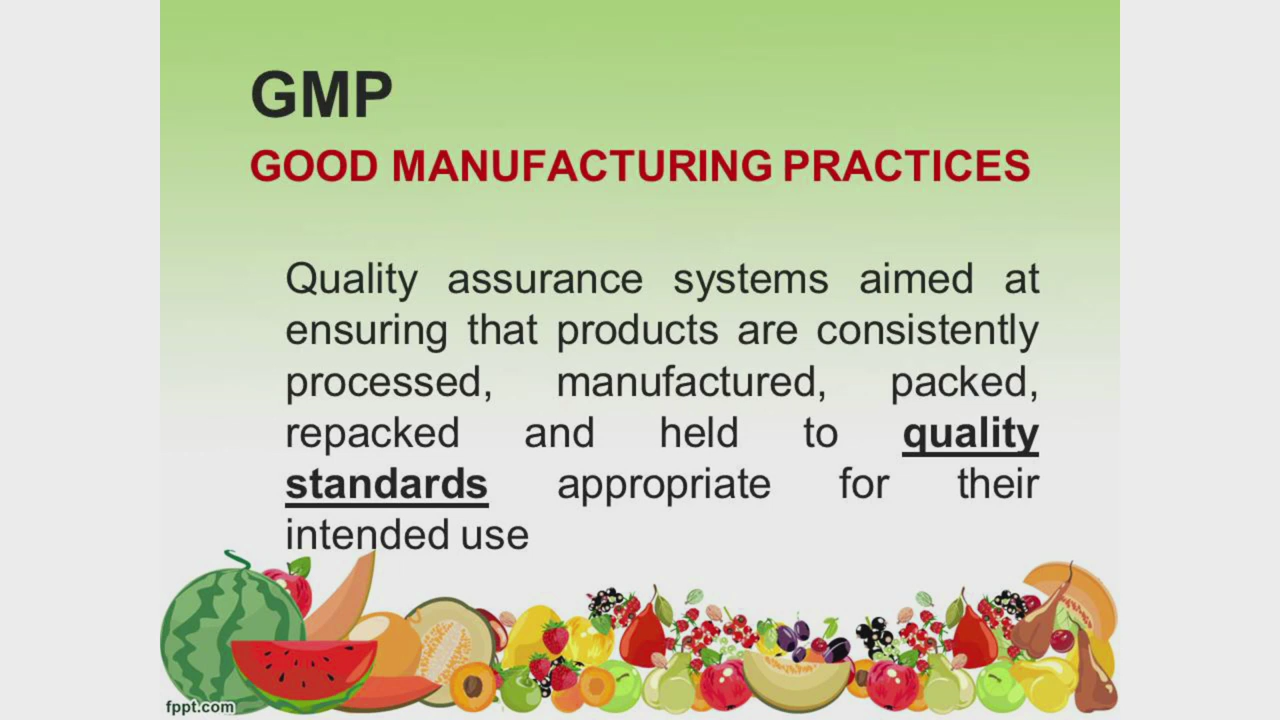 GMP
GOOD MANUFACTURING PRACTICES
Quality assurance systems aimed at
ensuring that products are consistently
processed, manufactured, packed,
repacked and held to quality
standards appropriate for their
intended use
fppt.com